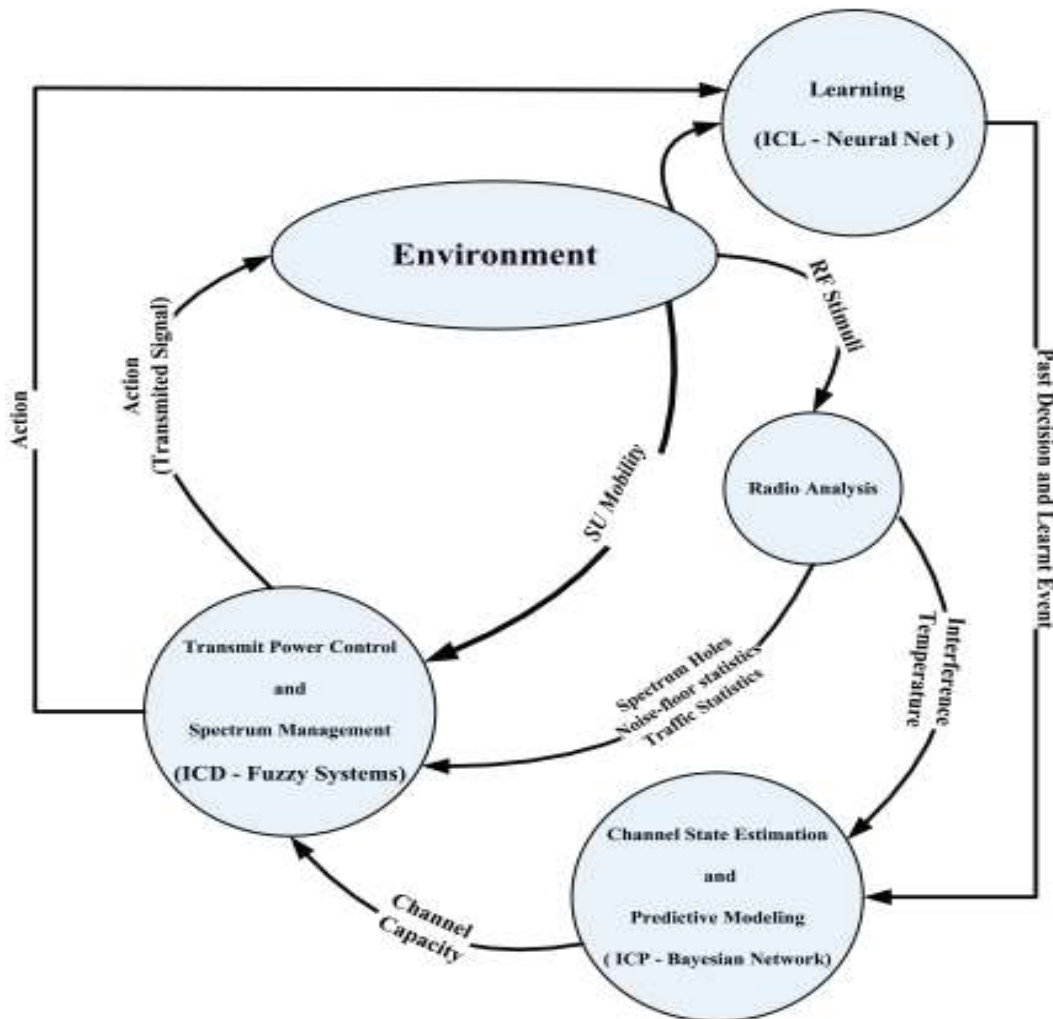 Learning
(ICL - Neural Net )
Environment
RF Stimuli
Action
(Transmited Signal)
Action
Past Decision and Learnt Event
SU Mobility
Radio Analysis
Interference
Temperature
Spectrum Holes
Noise-floor statistics
Traffic Statistics
Transmit Power Control
and
Spectrum Management
(ICD - Fuzzy Systems)
Channel State Estimation
and
Predictive Modeling
( ICP - Bayesian Network)
Channel
Capacity